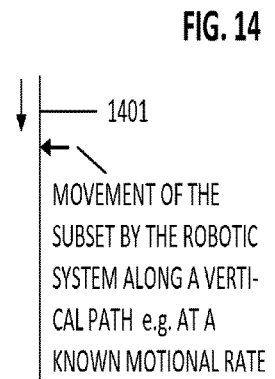 FIG. 14
1401
MOVEMENT OF THE
SUBSET BY THE ROBOTIC
SYSTEM ALONG A VERTI-
CAL PATH e.g. AT A
KNOWN MOTIONAL RATE